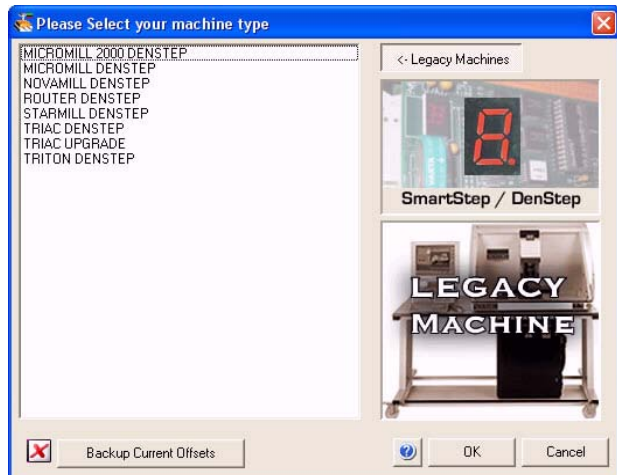 Please Select your machine type
MICROMILL 2000 DENSTEP
MICROMILL DENSTEP
NOVAMILL DENSTEP
ROUTER DENSTEP
STARMILL DENSTEP
TRIAC DENSTEP
TRIAC UPGRADE
TRITON DENSTEP
<- Legacy Machines
8.
SmartStep / DenStep
LEGACY
MACHINE
Backup Current Offsets
OK
Cancel